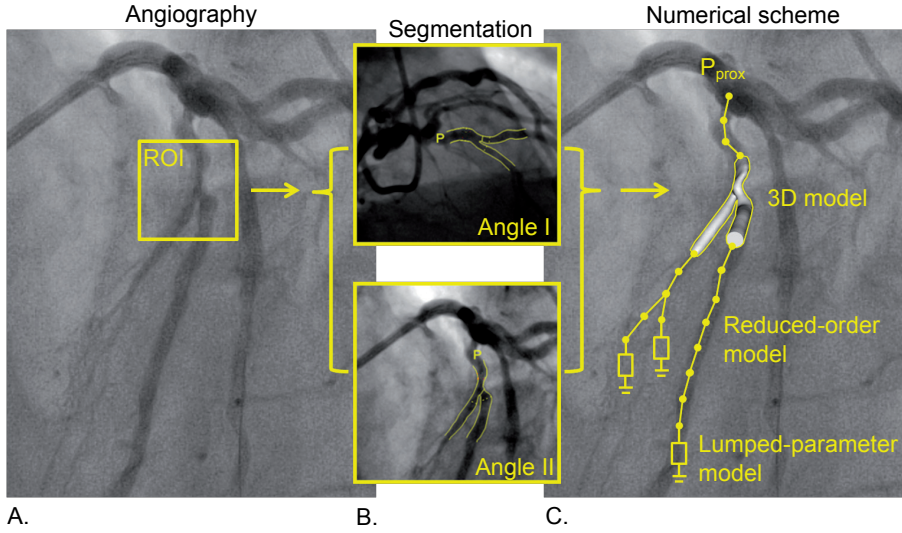 Angiography
Segmentation
Numerical scheme
ROI
P
Angle I
P
Angle II
Pprox
3D model
Reduced-order
model
Lumped-parameter
model
A.
B.
C.